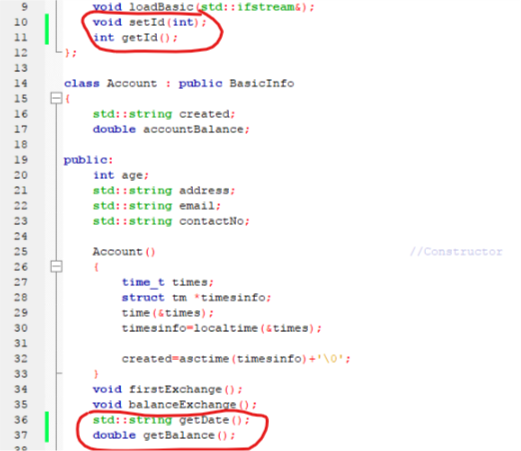 9 void loadBasic(std::ifstream&);
10 void setId(int);
11 int getId();
12 };
13
14 class Account : public BasicInfo
15 {
16 std::string created;
17 double accountBalance;
18
19 public:
20 int age;
21 std::string address;
22 std::string email;
23 std::string contactNo;
24
25 Account() //Constructor
26 {
27 time_t times;
28 struct tm *timesinfo;
29 time(&times);
30 timesinfo=localtime(&times);
31
32 created=asctime(timesinfo)+'\0';
33 }
34 void firstExchange();
35 void balanceExchange();
36 std::string getDate();
37 double getBalance();
38